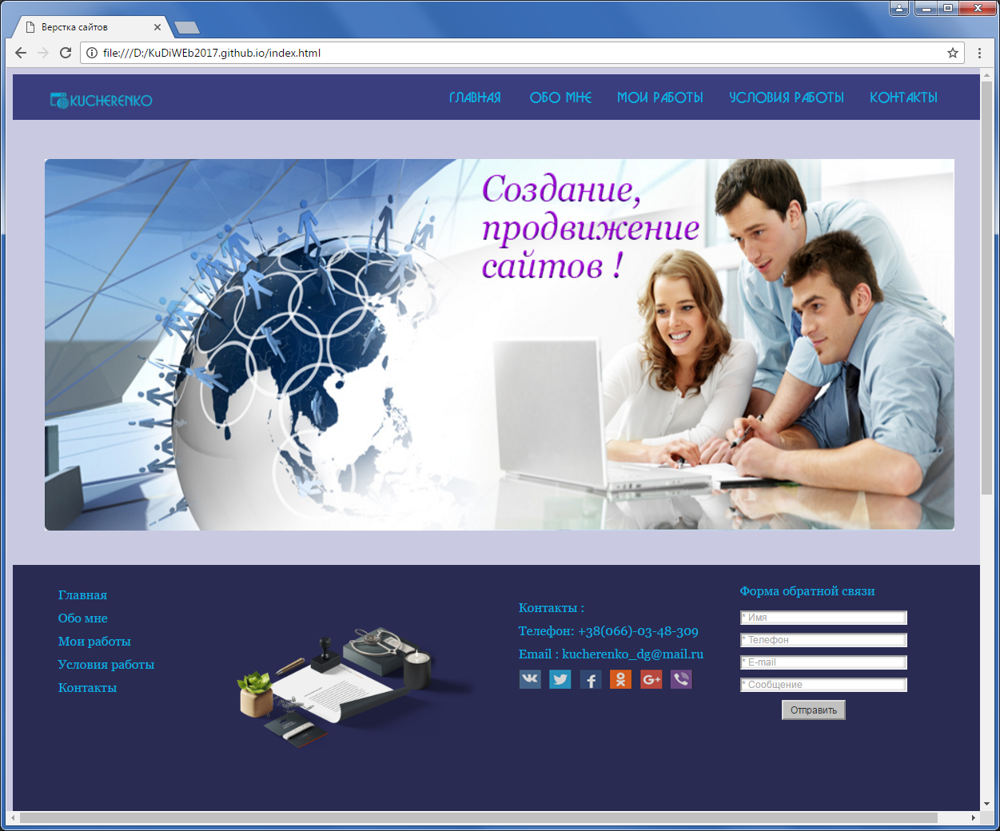 Верстка сайтов
file:///D:/KuDiWEb2017.github.io/index.html
KUCHERENKO
ГЛАВНАЯ ОБО МНЕ МОИ РАБОТЫ УСЛОВИЯ РАБОТЫ КОНТАКТЫ
Создание,
продвижение
сайтов !
Главная
Обо мне
Мои работы
Условия работы
Контакты
Контакты :
Телефон: +38(066)-03-48-309
Email : kucherenko_dg@mail.ru
Форма обратной связи
* Имя
* Телефон
* E-mail
* Сообщение
Отправить